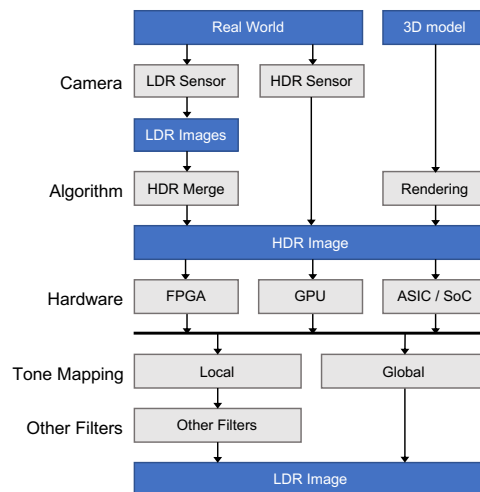 Real World
3D model
Camera
LDR Sensor
HDR Sensor
LDR Images
Algorithm
HDR Merge
Rendering
HDR Image
Hardware
FPGA
GPU
ASIC / SoC
Tone Mapping
Local
Global
Other Filters
Other Filters
LDR Image